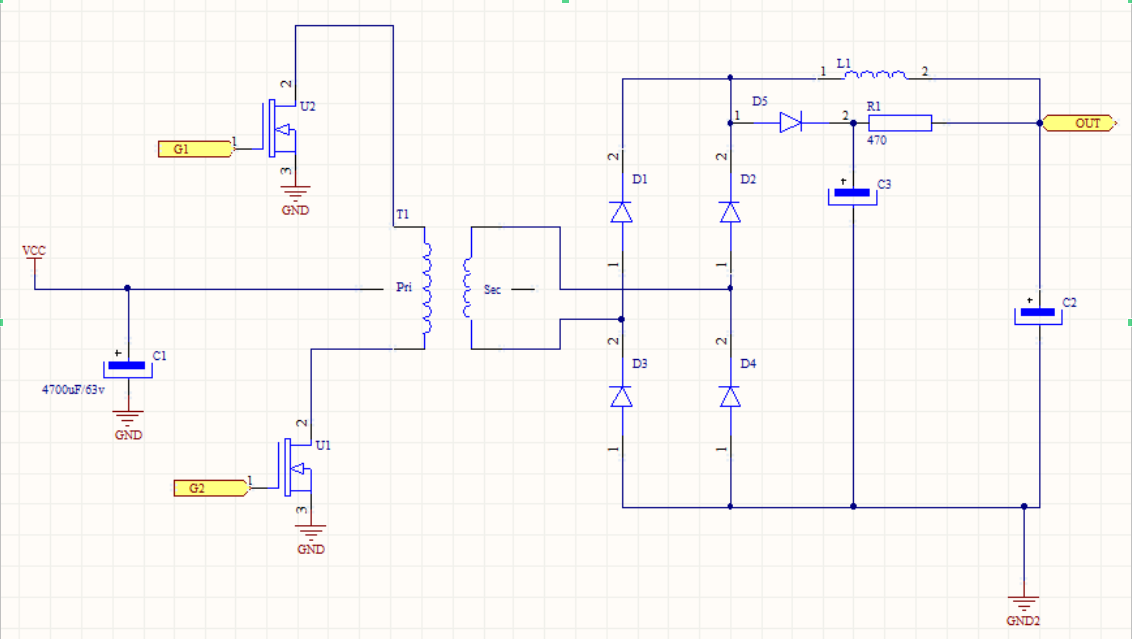 2
U2
G1
1
3
GND
T1
VCC
Pri
Sec
C1
4700uF/63v
GND
2
U1
G2
1
3
GND
L1
1
2
D5
1
2
R1
470
OUT
2
D1
2
D2
C3
1
1
C2
2
D3
2
D4
1
1
GND2